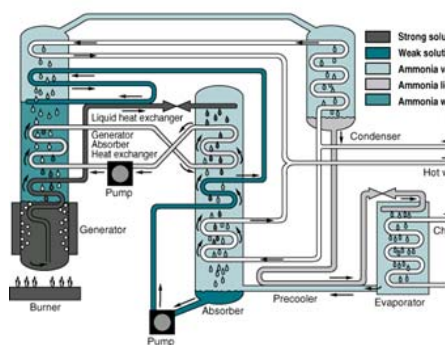 Strong solu
Weak soluti
Ammonia v
Ammonia li
Ammonia w
Liquid heat exchanger
Generator
Absorber
Heat exchanger
Pump
Condenser
Hot w
Generator
Ch
Burner
Absorber
Precooler
Evaporator
Pump